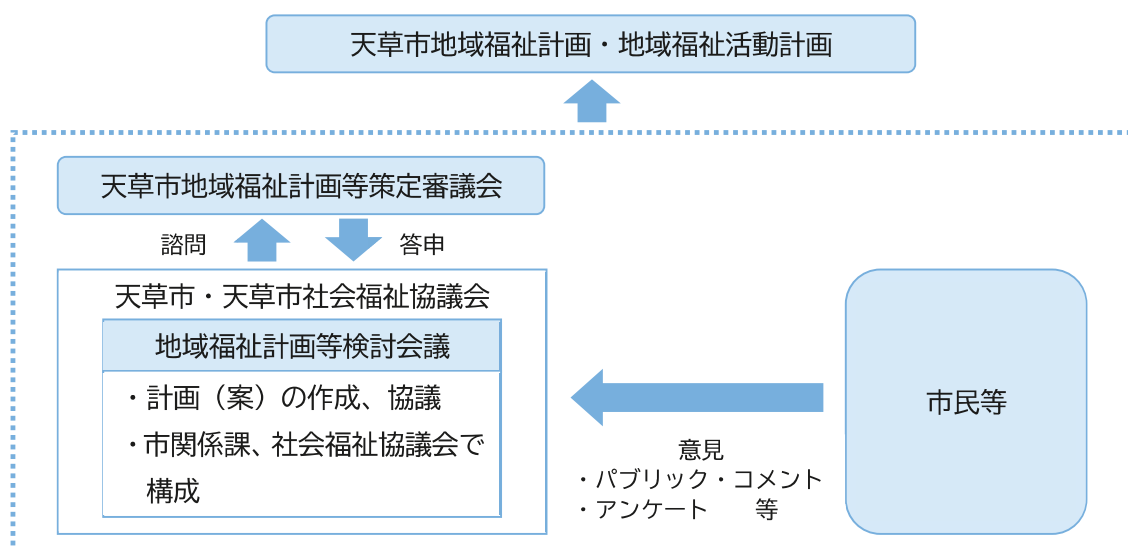 天草市地域福祉計画・地域福祉活動計画
天草市地域福祉計画等策定審議会
諮問
答申
天草市・天草市社会福祉協議会
地域福祉計画等検討会議
・計画（案）の作成、協議
・市関係課、社会福祉協議会で
構成
市民等
意見
・パブリック・コメント
・アンケート　　等